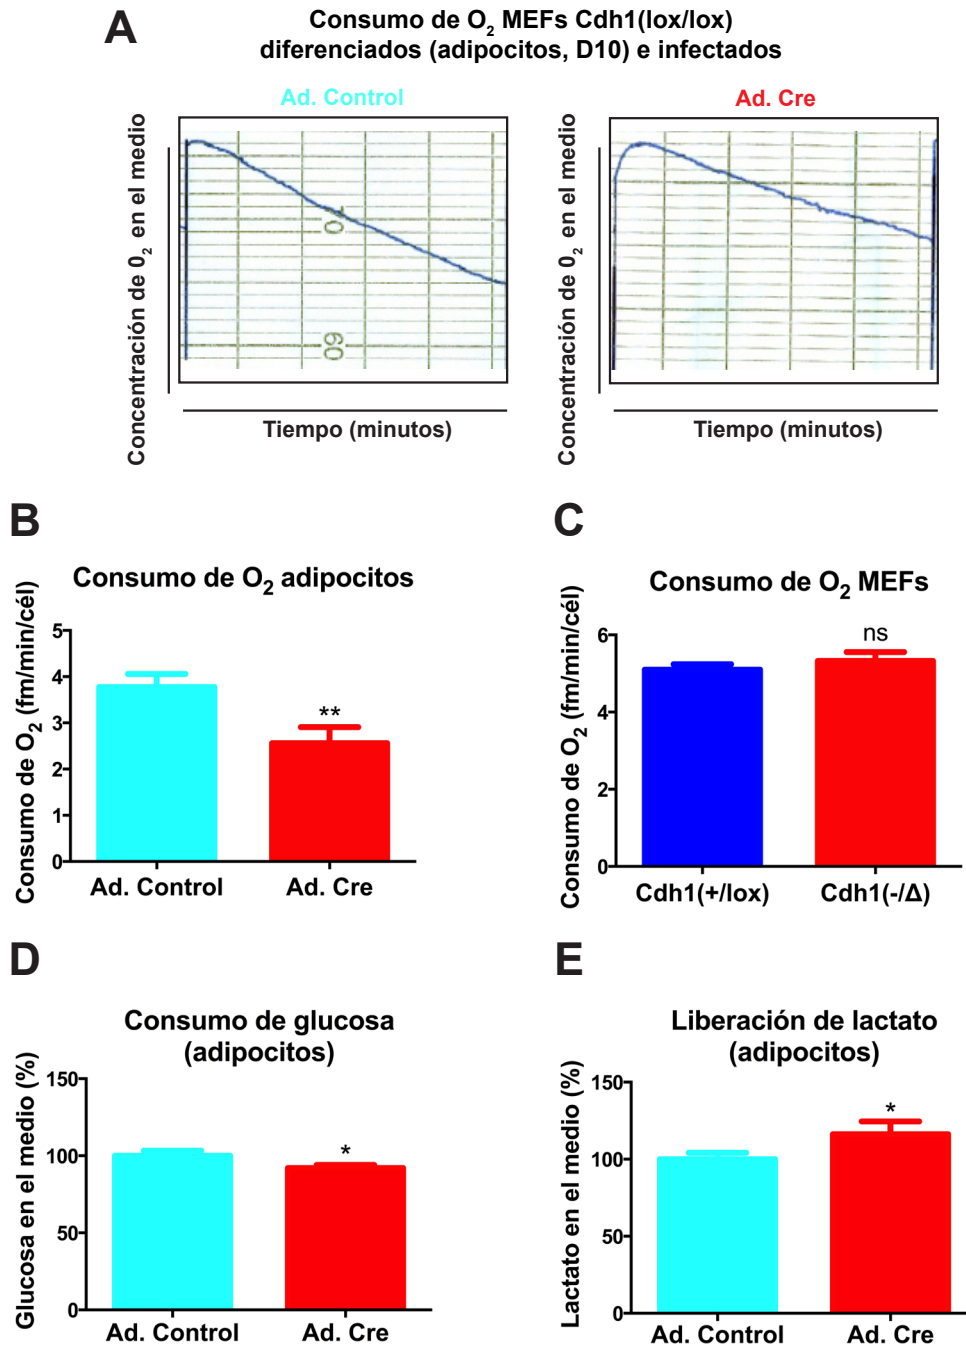 A
Consumo de O2 MEFs Cdh1(lox/lox)
diferenciados (adipocitos, D10) e infectados
Ad. Control
Ad. Cre
Concentración de 02 en el medio
Concentración de 02 en el medio
10
60
Tiempo (minutos)
Tiempo (minutos)
B
C
Consumo de O2 adipocitos
Consumo de O2 MEFs
Consumo de O2 (fm/min/cél)
5
4
3
2
1
0
**
Ad. Control
Ad. Cre
Consumo de O2 (fm/min/cél)
6
4
2
0
ns
Cdh1(+/lox)
Cdh1(-/Δ)
D
E
Consumo de glucosa
(adipocitos)
Glucosa en el medio (%)
150
100
50
0
*
Ad. Control
Ad. Cre
Liberación de lactato
(adipocitos)
Lactato en el medio (%)
150
100
50
0
*
Ad. Control
Ad. Cre